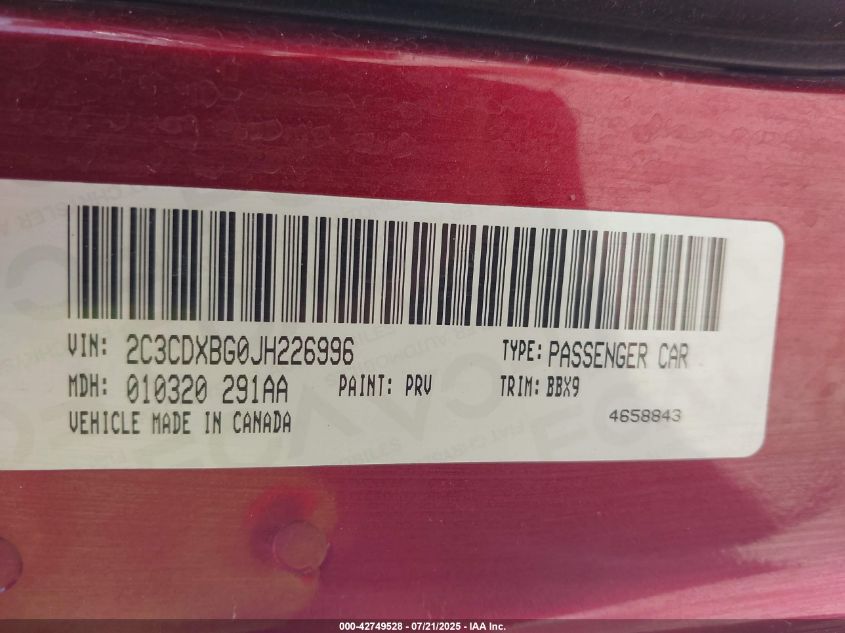 VIN: 2C3CDXBG0JH226996 TYPE: PASSENGER CAR
MDH: 010320 291AA PAINT: PRV TRIM: BBX9
VEHICLE MADE IN CANADA 4658843
000-42749528 - 07/21/2025 - IAA Inc.